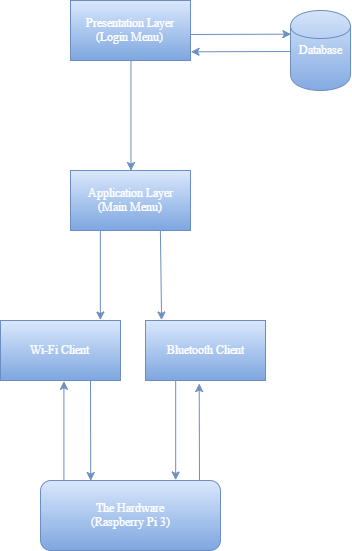 Presentation Layer
(Login Menu)
Database
Application Layer
(Main Menu)
Wi-Fi Client
Bluetooth Client
The Hardware
(Raspberry Pi 3)